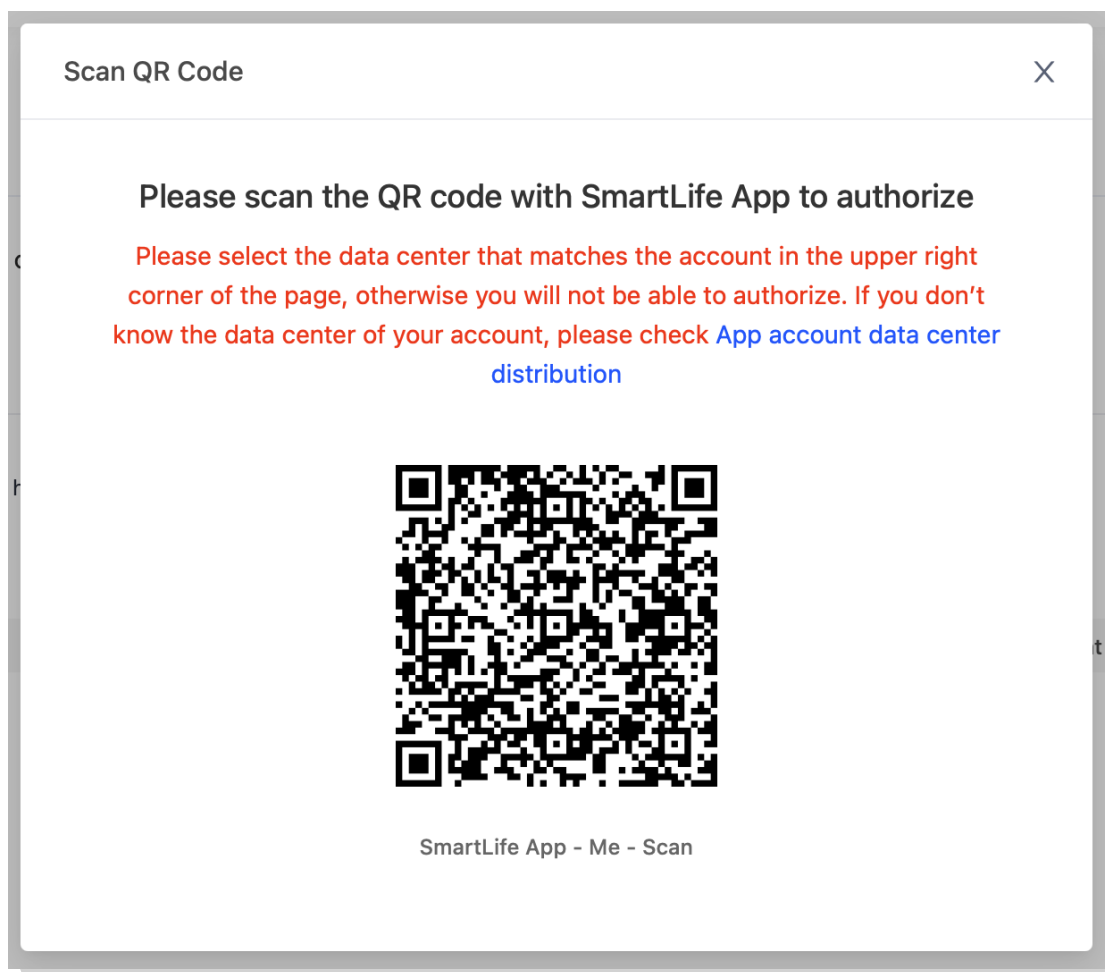 Scan QR Code
Please scan the QR code with SmartLife App to authorize
Please select the data center that matches the account in the upper right
corner of the page, otherwise you will not be able to authorize. If you don’t
know the data center of your account, please check App account data center
distribution
SmartLife App - Me - Scan